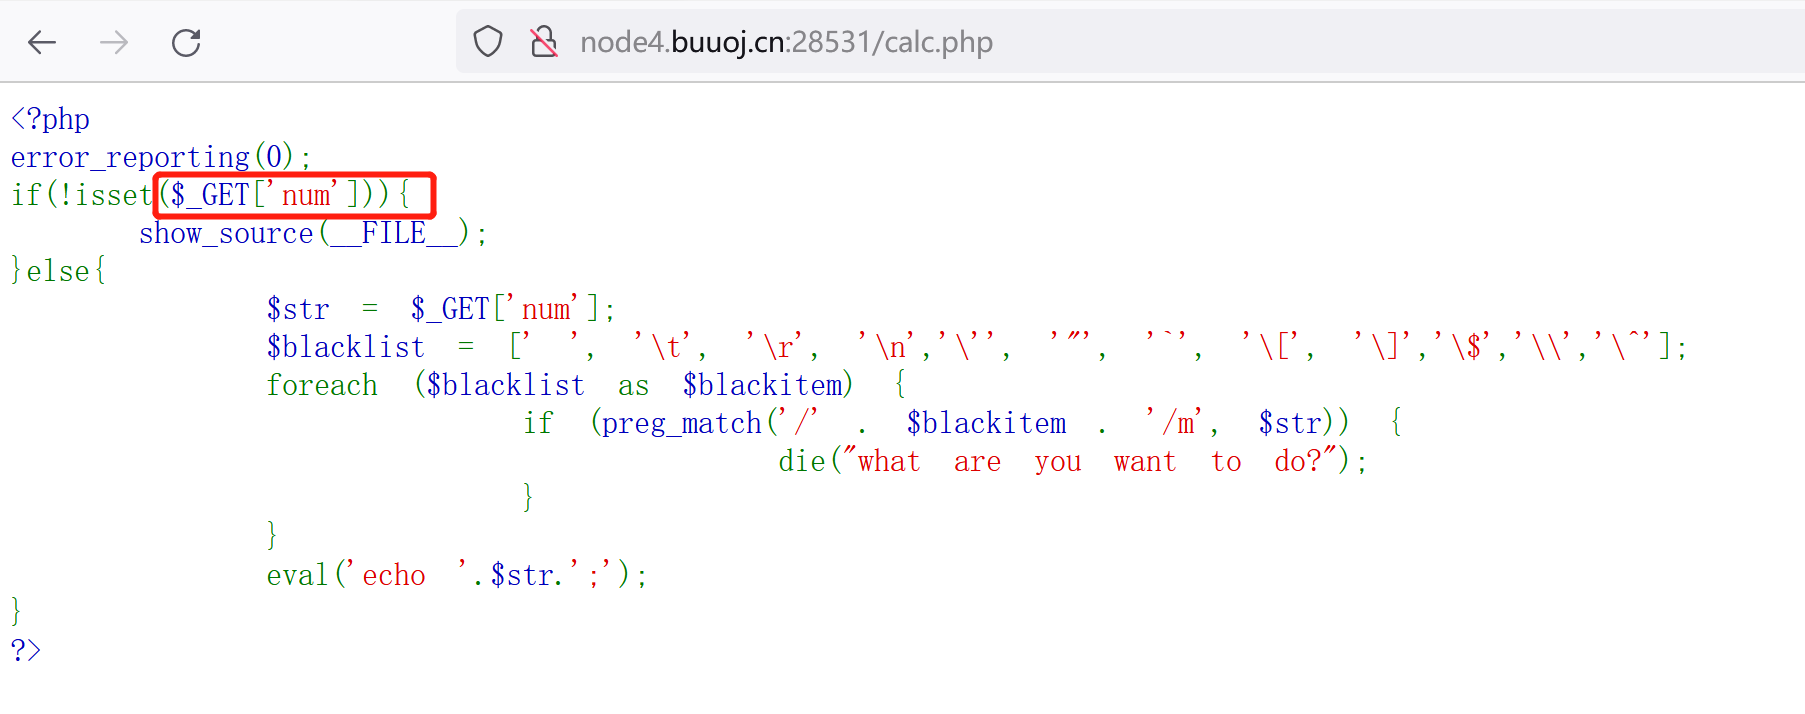 node4.buuoj.cn:28531/calc.php
<?php
error_reporting(0);
if(!isset($_GET['num'])){
show_source(__FILE__);
}else{
$str = $_GET['num'];
$blacklist = [' ', '\t', '\r', '\n','\'', '"', '`', '\[', '\]','\$','\\','\^'];
foreach ($blacklist as $blackitem) {
if (preg_match('/' . $blackitem . '/m', $str)) {
die("what are you want to do?");
}
}
eval('echo '.$str.';');
}
?>